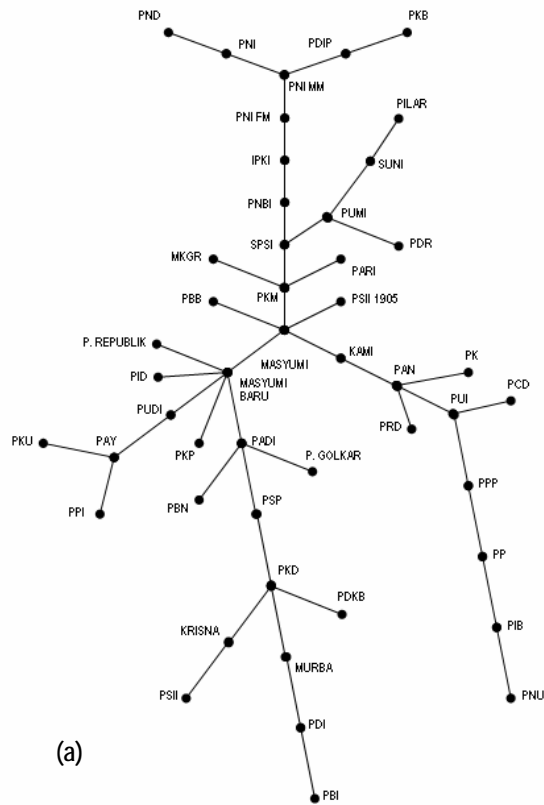 PND
PKB
PNI
PDIP
PNI MM
PILAR
PNI FM
IPKI
SUNI
PNBI
PUMI
SPSI
PDR
MKGR
PARI
PKM
PBB
PSII 1905
P. REPUBLIK
KAMI
MASYUMI
PAN
PK
PID
MASYUMI
BARU
PCD
PUI
PUDI
PRD
PKU
PAY
PKP
PADI
P. GOLKAR
PPP
PPI
PBN
PSP
PP
PKD
PDKB
PIB
KRISNA
MURBA
PSII
PNU
PDI
(a)
PBI